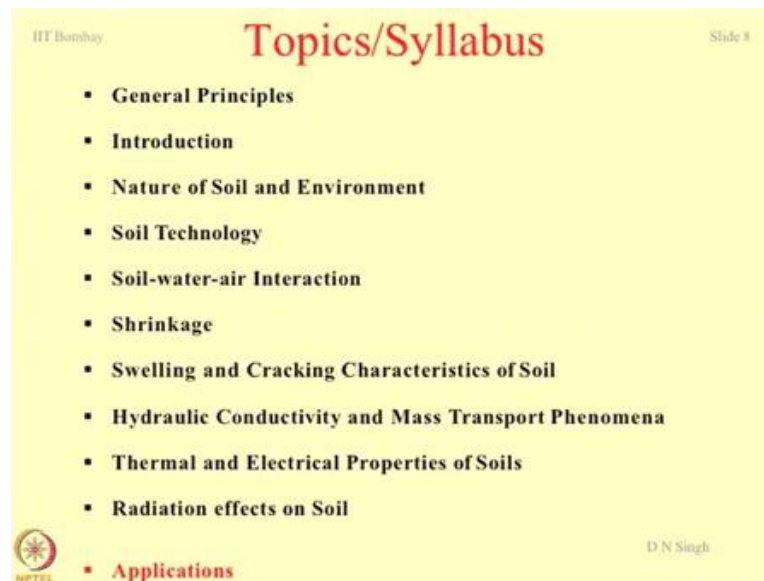 IIT Bombay
Topics/Syllabus
Slide 8
▪ General Principles
▪ Introduction
▪ Nature of Soil and Environment
▪ Soil Technology
▪ Soil-water-air Interaction
▪ Shrinkage
▪ Swelling and Cracking Characteristics of Soil
▪ Hydraulic Conductivity and Mass Transport Phenomena
▪ Thermal and Electrical Properties of Soils
▪ Radiation effects on Soil
D N Singh
▪ Applications
NPTEL